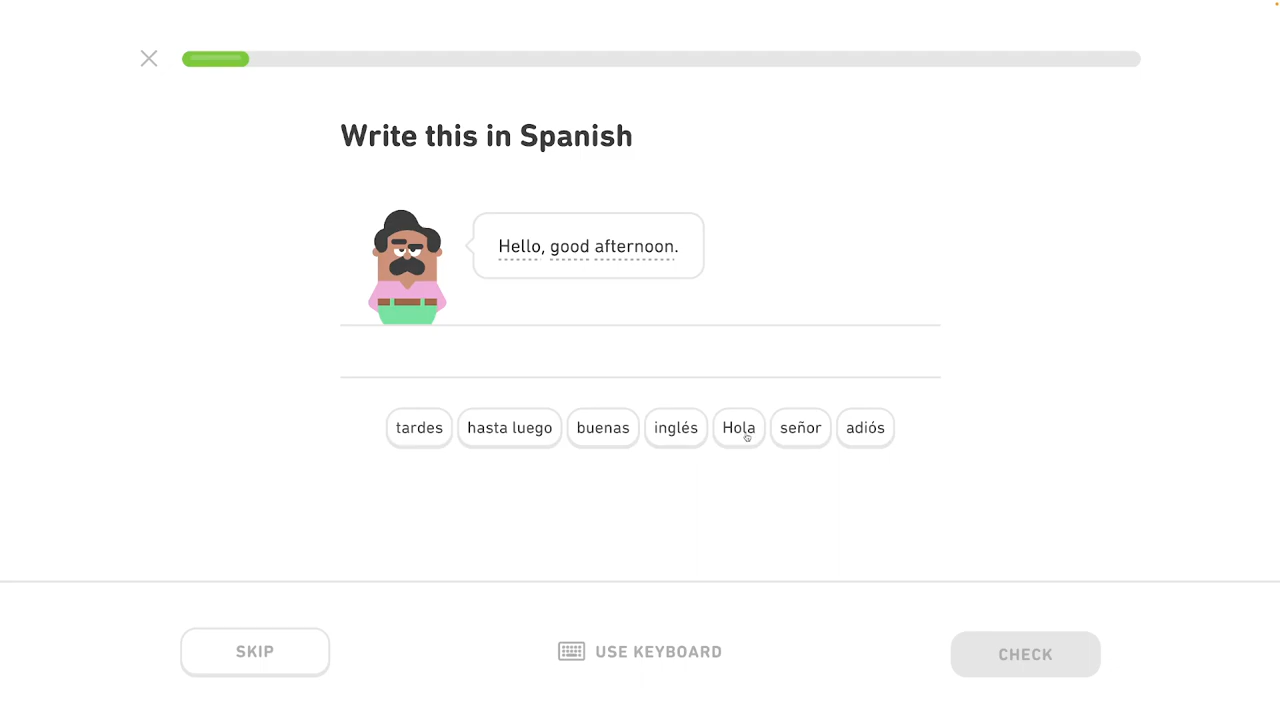 Write this in Spanish
Hello, good afternoon.
tardes hasta luego buenas inglés Hola señor adiós
SKIP USE KEYBOARD CHECK